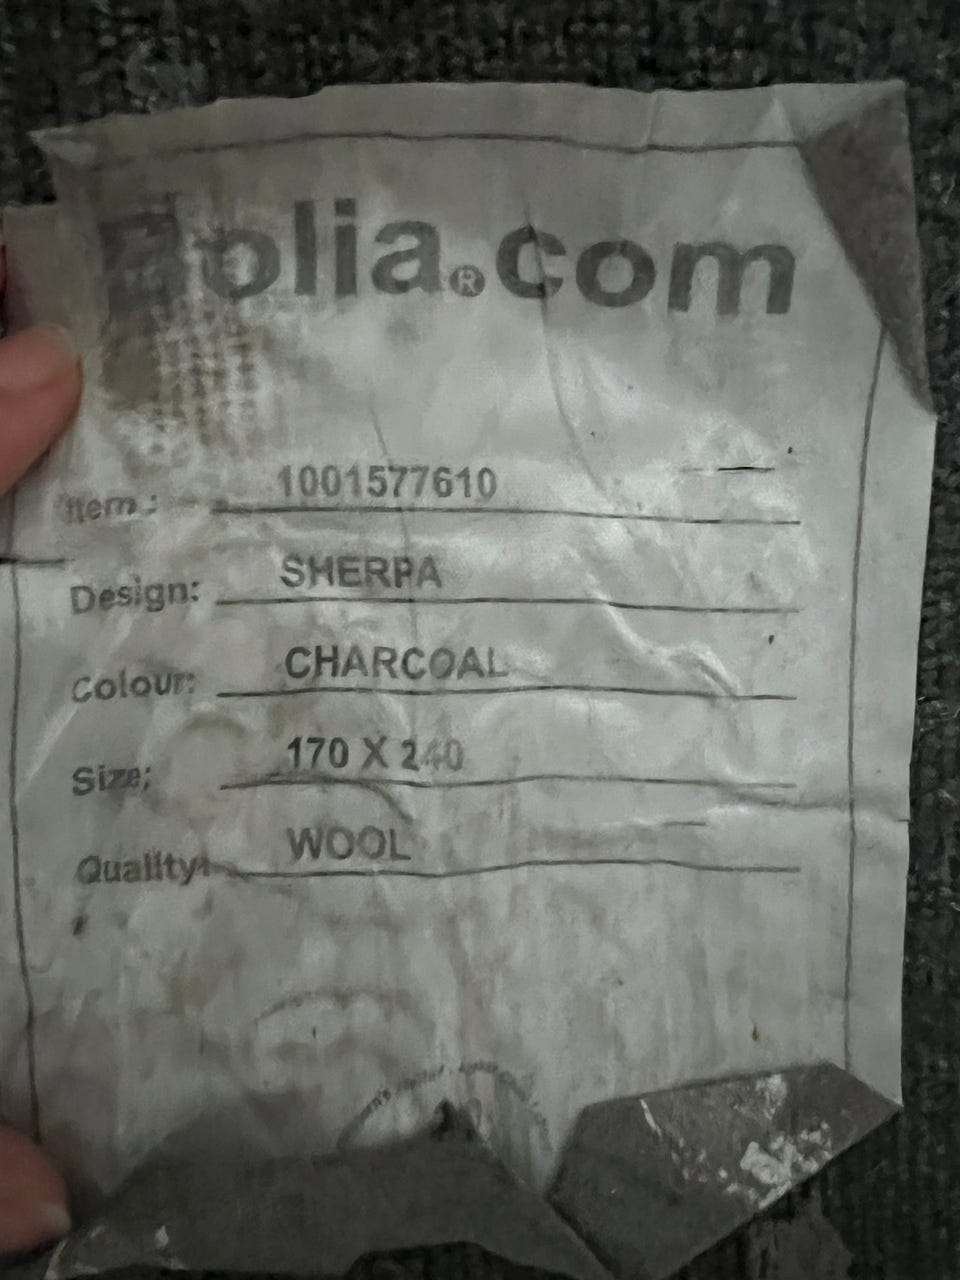 Bolia®.com
Item : 1001577610
Design: SHERPA
Colour: CHARCOAL
Size: 170 X 240
Quality: WOOL